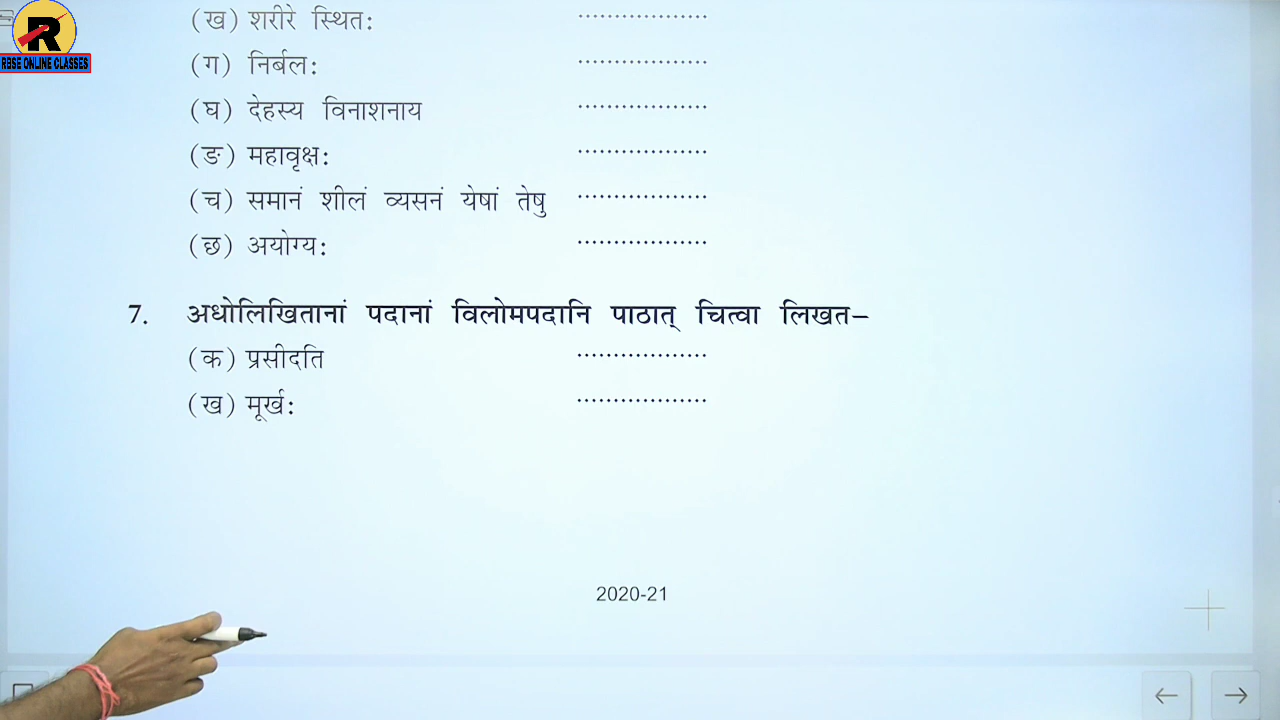 R
RBSE ONLINE CLASSES
(ख) शरीरे स्थितः ..................
(ग) निर्बलः ..................
(घ) देहस्य विनाशनाय ..................
(ङ) महावृक्षः ..................
(च) समानं शीलं व्यसनं येषां तेषु ..................
(छ) अयोग्यः ..................
7. अधोलिखितानां पदानां विलोमपदानि पाठात् चित्वा लिखत–
(क) प्रसीदति ..................
(ख) मूर्खः ..................
2020-21